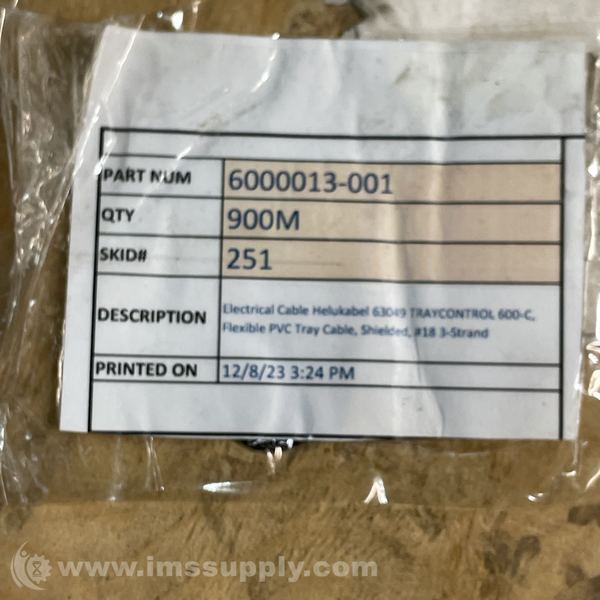 PART NUM 6000013-001
QTY 900M
SKID# 251
DESCRIPTION Electrical Cable Helukabel 63049 TRAYCONTROL 600-C,
Flexible PVC Tray Cable, Shielded, #18 3-Strand
PRINTED ON 12/8/23 3:24 PM
www.imssupply.com